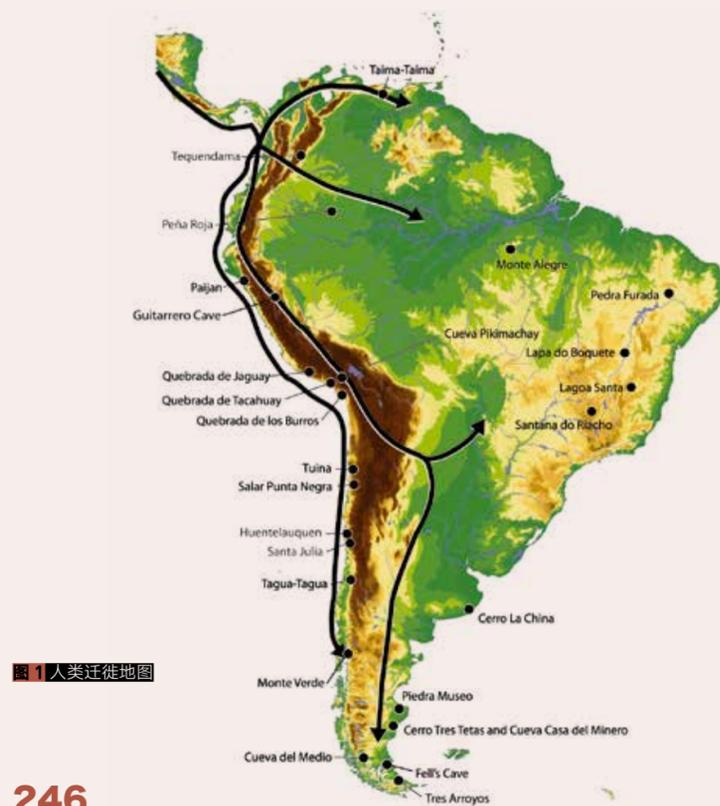 Taima-Taima
Tequendama
Peña Roja
Monte Alegre
Paijan
Pedra Furada
Guitarrero Cave
Cueva Pikimachay
Lapa do Boquete
Quebrada de Jaguay
Lagoa Santa
Quebrada de Tacahuay
Quebrada de los Burros
Santana do Riacho
Tuina
Salar Punta Negra
Huentelauquen
Santa Julia
Tagua-Tagua
Cerro La China
图 1 人类迁徙地图
Monte Verde
Piedra Museo
Cerro Tres Tetas and Cueva Casa del Minero
Cueva del Medio
Fell's Cave
246
Tres Arroyos